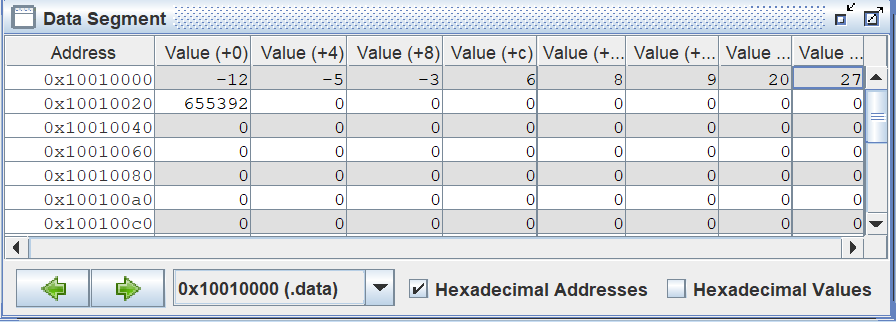 Data Segment
Address Value (+0) Value (+4) Value (+8) Value (+c) Value (+... Value (+... Value ... Value ...
0x10010000 -12 -5 -3 6 8 9 20 27
0x10010020 655392 0 0 0 0 0 0 0
0x10010040 0 0 0 0 0 0 0 0
0x10010060 0 0 0 0 0 0 0 0
0x10010080 0 0 0 0 0 0 0 0
0x100100a0 0 0 0 0 0 0 0 0
0x100100c0 0 0 0 0 0 0 0 0
0x10010000 (.data) Hexadecimal Addresses Hexadecimal Values